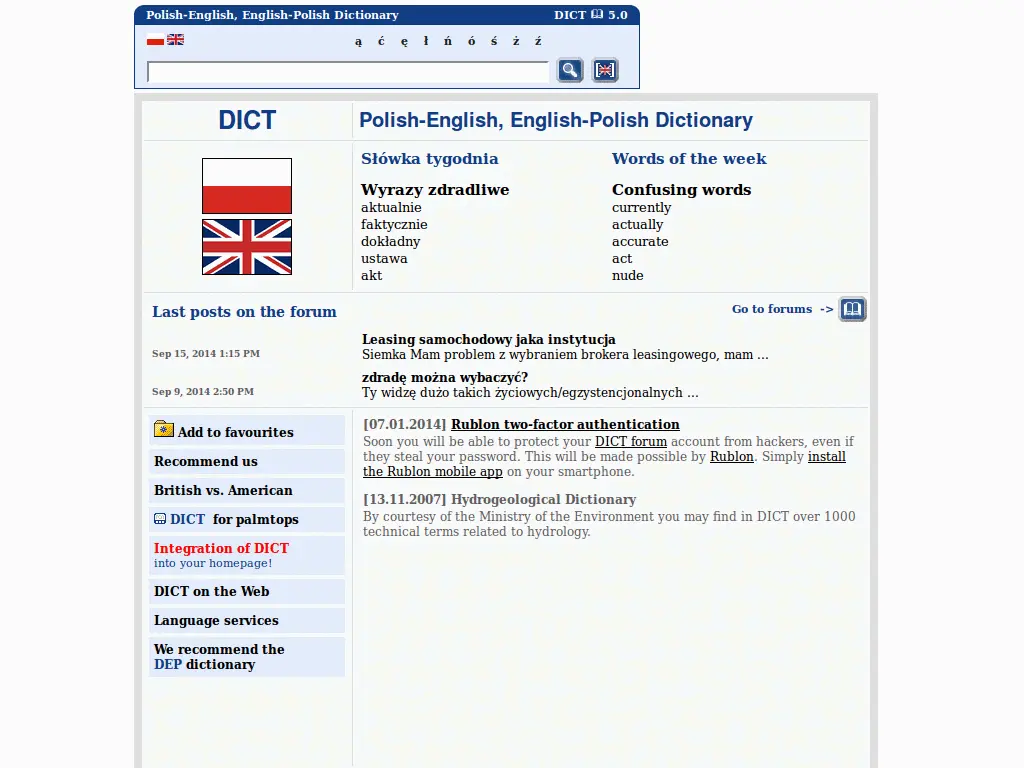 Polish-English, English-Polish Dictionary DICT 5.0
ą ć ę ł ń ó ś ż ź
DICT
Polish-English, English-Polish Dictionary
Słówka tygodnia
Wyrazy zdradliwe
aktualnie
faktycznie
dokładny
ustawa
akt
Words of the week
Confusing words
currently
actually
accurate
act
nude
Last posts on the forum
Go to forums ->
Leasing samochodowy jaka instytucja
Sep 15, 2014 1:15 PM Siemka Mam problem z wybraniem brokera leasingowego, mam ...
zdradę można wybaczyć?
Sep 9, 2014 2:50 PM Ty widzę dużo takich życiowych/egzystencjonalnych ...
Add to favourites
Recommend us
British vs. American
DICT for palmtops
Integration of DICT
into your homepage!
DICT on the Web
Language services
We recommend the
DEP dictionary
[07.01.2014] Rublon two-factor authentication
Soon you will be able to protect your DICT forum account from hackers, even if
they steal your password. This will be made possible by Rublon. Simply install
the Rublon mobile app on your smartphone.
[13.11.2007] Hydrogeological Dictionary
By courtesy of the Ministry of the Environment you may find in DICT over 1000
technical terms related to hydrology.